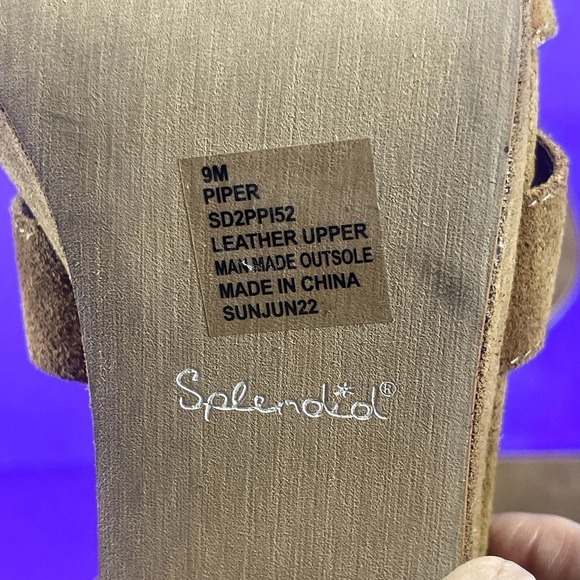 9M
PIPER
SD2PPI52
LEATHER UPPER
MAN MADE OUTSOLE
MADE IN CHINA
SUNJUN22
Splendid®